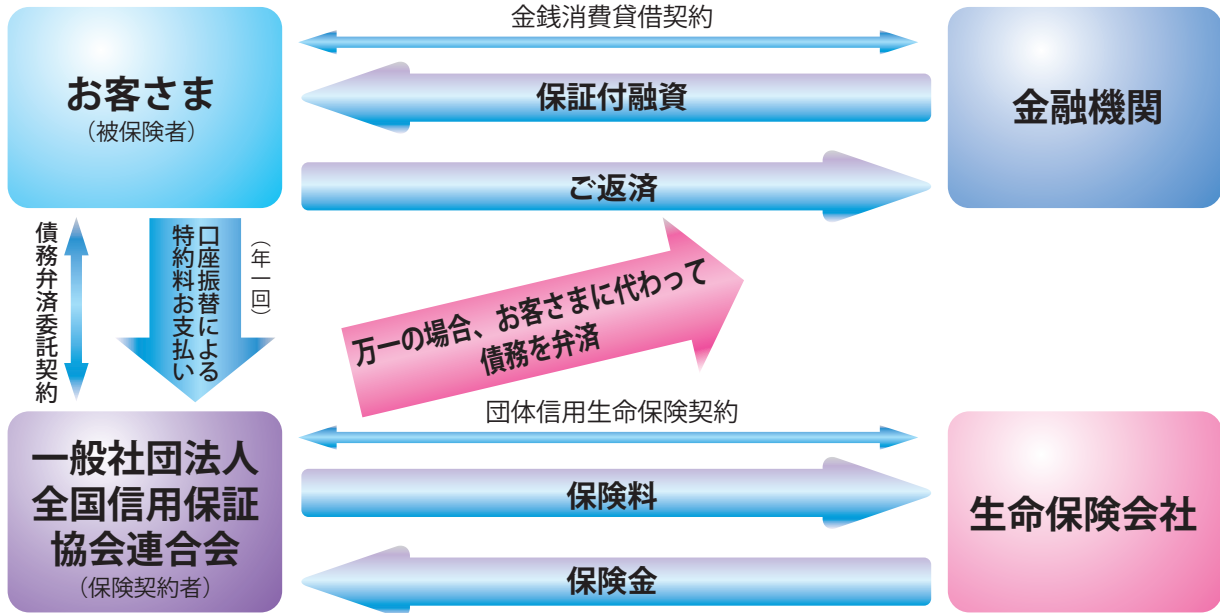 金銭消費貸借契約
お客さま
（被保険者）
保証付融資
金融機関
ご返済
債務弁済委託契約
口座振替による
特約料お支払い
（年一回）
万一の場合、お客さまに代わって
債務を弁済
団体信用生命保険契約
一般社団法人
全国信用保証
協会連合会
（保険契約者）
保険料
生命保険会社
保険金